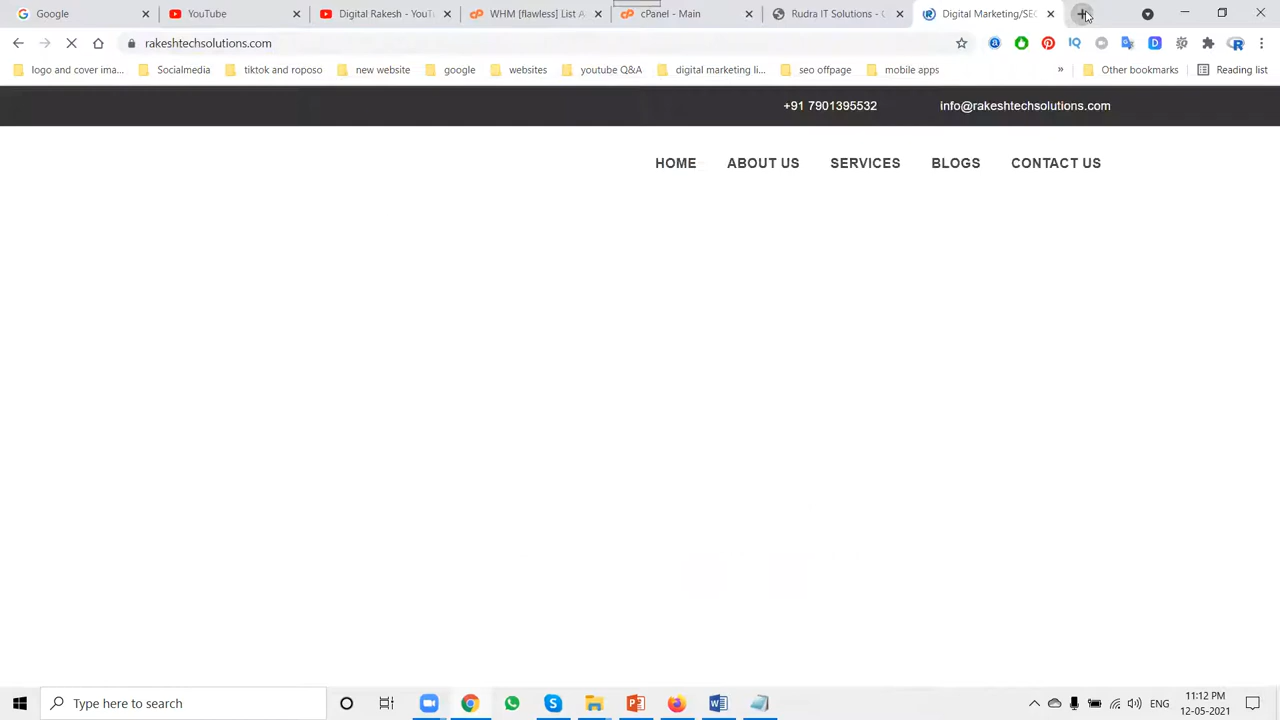 Google
YouTube
Digital Rakesh - YouT
WHM [flawless] List A
cPanel - Main
Rudra IT Solutions - C
Digital Marketing/SEC
rakeshtechsolutions.com
logo and cover ima...
Socialmedia
tiktok and roposo
new website
google
websites
youtube Q&A
digital marketing li...
seo offpage
mobile apps
»
Other bookmarks
Reading list
+91 7901395532
info@rakeshtechsolutions.com
HOME
ABOUT US
SERVICES
BLOGS
CONTACT US
Type here to search
ENG
11:12 PM
12-05-2021